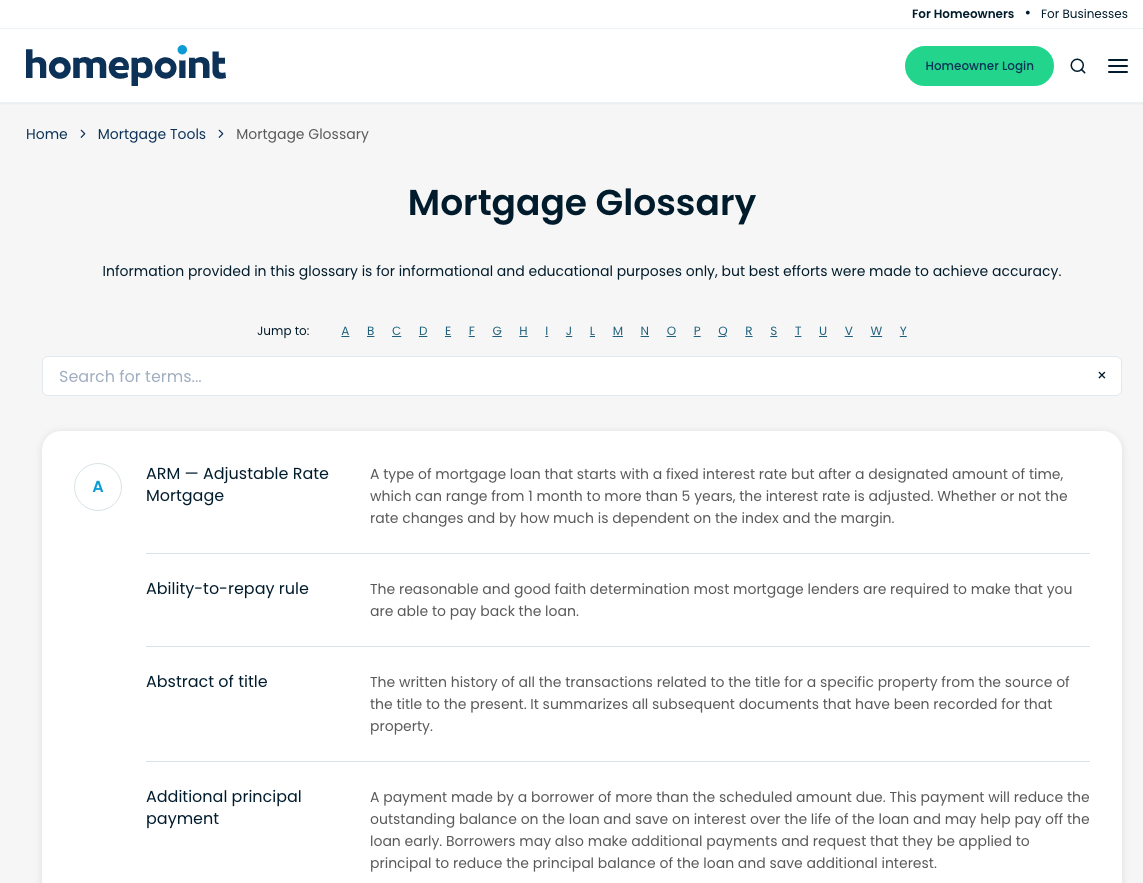 For Homeowners • For Businesses
homepoint
Homeowner Login
Home > Mortgage Tools > Mortgage Glossary
Mortgage Glossary
Information provided in this glossary is for informational and educational purposes only, but best efforts were made to achieve accuracy.
Jump to: A B C D E F G H I J L M N O P Q R S T U V W Y
Search for terms... ×
A
ARM — Adjustable Rate
Mortgage
A type of mortgage loan that starts with a fixed interest rate but after a designated amount of time,
which can range from 1 month to more than 5 years, the interest rate is adjusted. Whether or not the
rate changes and by how much is dependent on the index and the margin.
Ability-to-repay rule
The reasonable and good faith determination most mortgage lenders are required to make that you
are able to pay back the loan.
Abstract of title
The written history of all the transactions related to the title for a specific property from the source of
the title to the present. It summarizes all subsequent documents that have been recorded for that
property.
Additional principal
payment
A payment made by a borrower of more than the scheduled amount due. This payment will reduce the
outstanding balance on the loan and save on interest over the life of the loan and may help pay off the
loan early. Borrowers may also make additional payments and request that they be applied to
principal to reduce the principal balance of the loan and save additional interest.